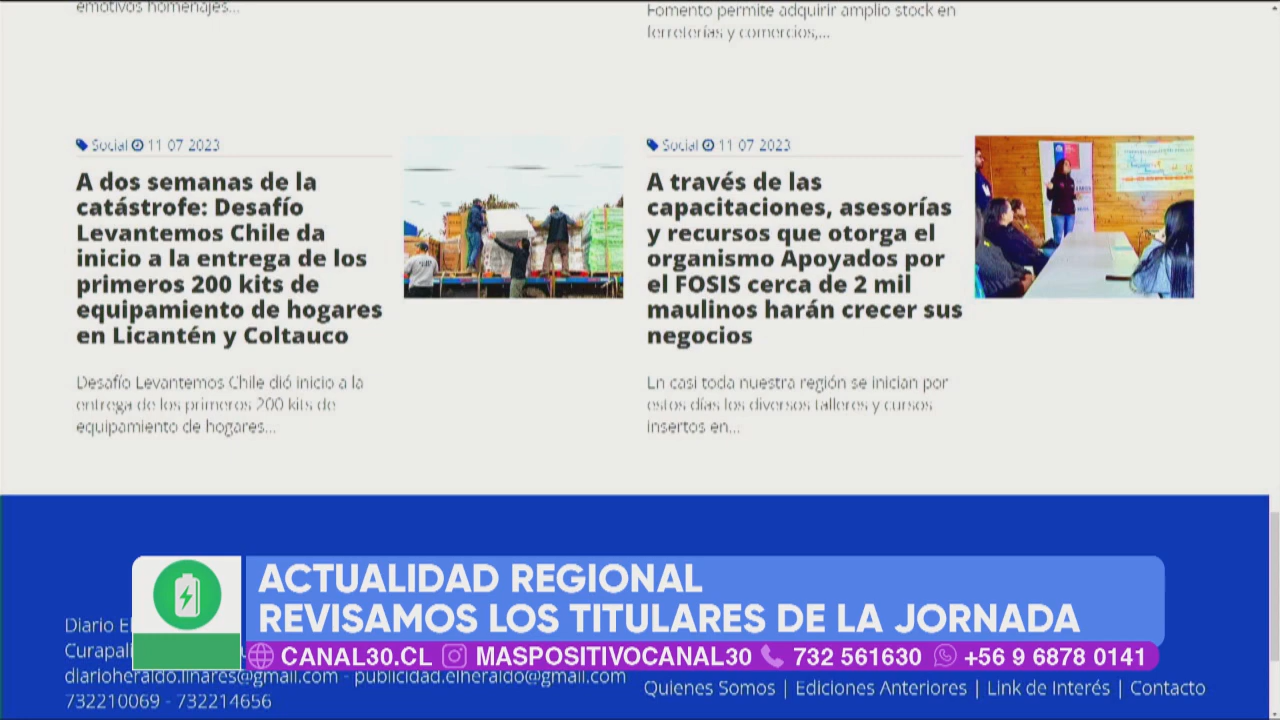 emotivos homenajes...
Fomento permite adquirir amplio stock en
ferreterías y comercios,...
Social 11 07 2023
A dos semanas de la
catástrofe: Desafío
Levantemos Chile da
inicio a la entrega de los
primeros 200 kits de
equipamiento de hogares
en Licantén y Coltauco
Desafío Levantemos Chile dió inicio a la
entrega de los primeros 200 kits de
equipamiento de hogares...
Social 11 07 2023
A través de las
capacitaciones, asesorías
y recursos que otorga el
organismo Apoyados por
el FOSIS cerca de 2 mil
maulinos harán crecer sus
negocios
En casi toda nuestra región se inician por
estos días los diversos talleres y cursos
insertos en...
ACTUALIDAD REGIONAL
REVISAMOS LOS TITULARES DE LA JORNADA
CANAL30.CL MASPOSITIVOCANAL30 732 561630 +56 9 6878 0141
Diario
diarioheraldo.linares@gmail.com - publicidad.elheraldo@gmail.com
732210069 - 732214656
Quienes Somos | Ediciones Anteriores | Link de Interés | Contacto